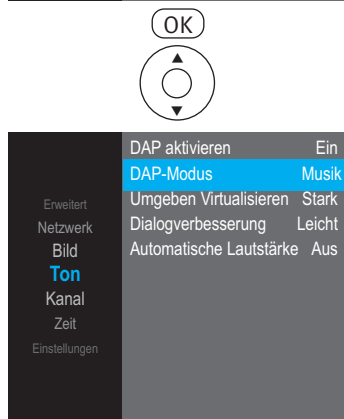 OK
DAP aktivieren Ein
DAP-Modus Musik
Umgeben Virtualisieren Stark
Dialogverbesserung Leicht
Automatische Lautstärke Aus
Erweitert
Netzwerk
Bild
Ton
Kanal
Zeit
Einstellungen